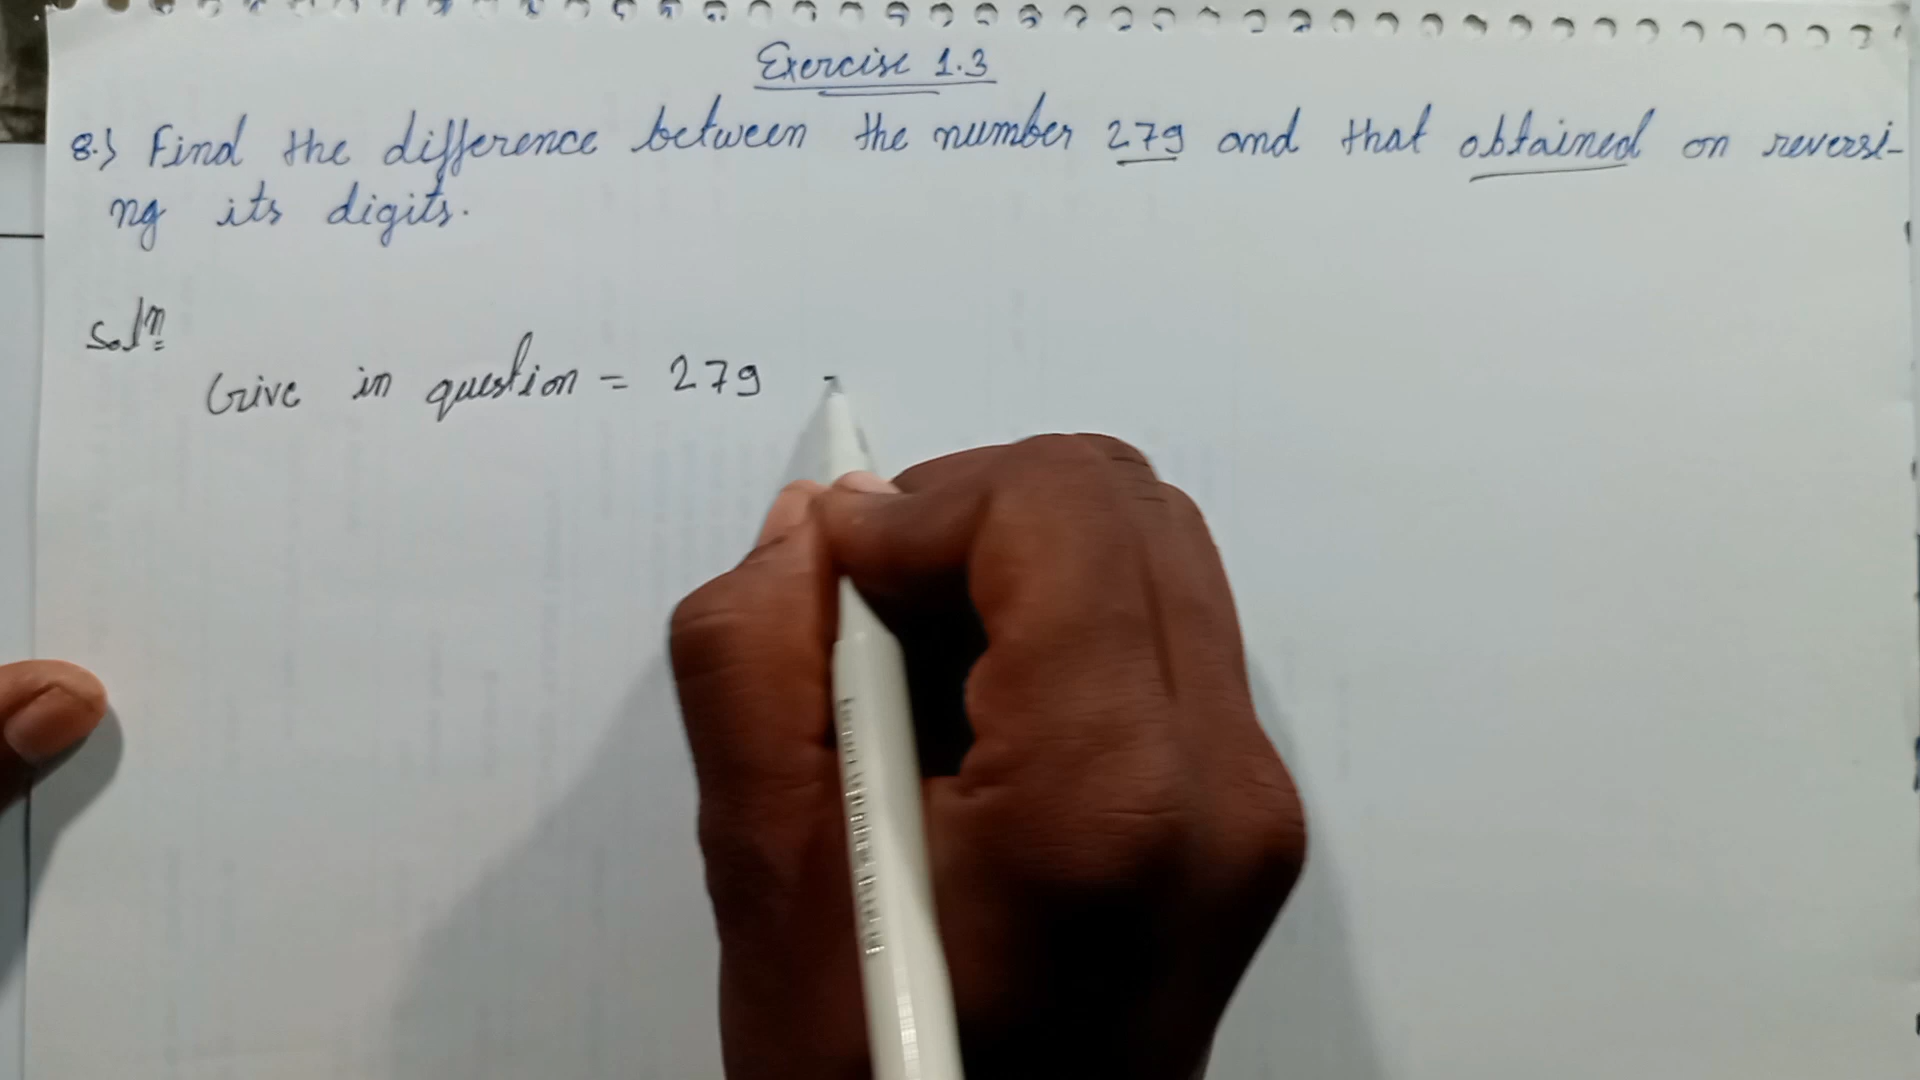 Exercise 1.3
8.) Find the difference between the number 279 and that obtained on reversi-
ng its digits.
Solⁿ
Give in question = 279 -